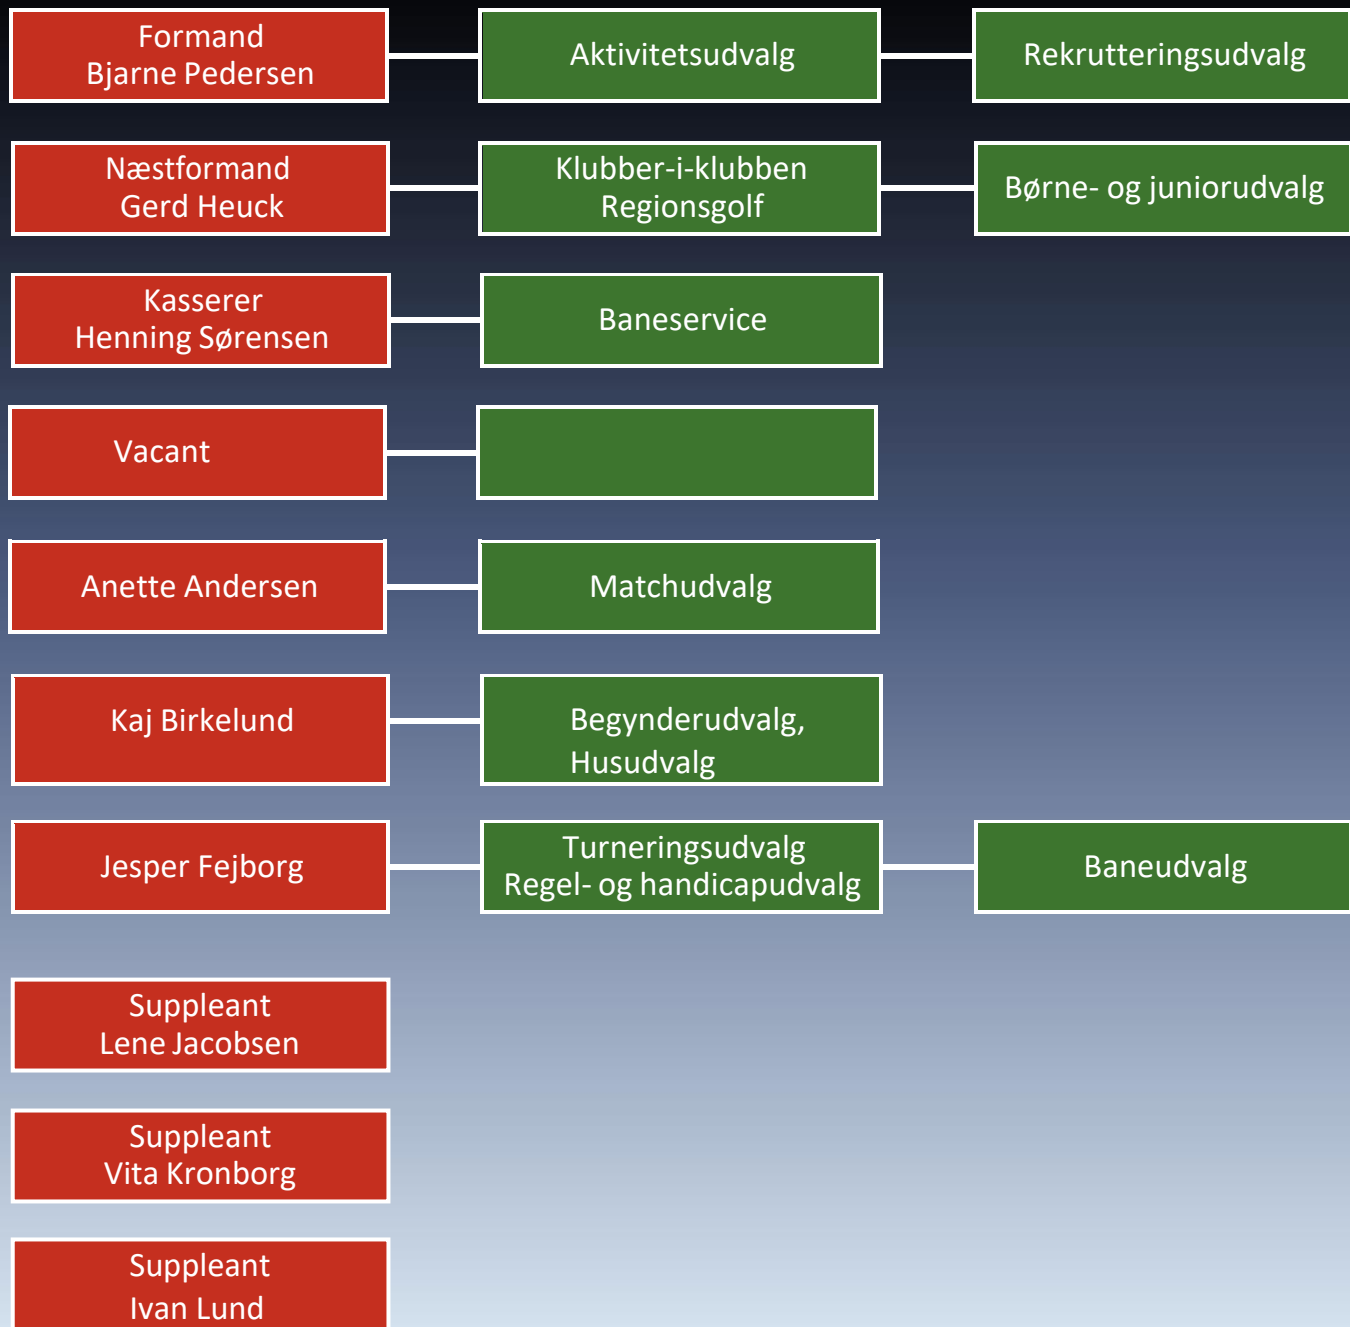 Formand
Bjarne Pedersen
Aktivitetsudvalg
Rekrutteringsudvalg
Næstformand
Gerd Heuck
Klubber-i-klubben
Regionsgolf
Børne- og juniorudvalg
Kasserer
Henning Sørensen
Baneservice
Vacant
Anette Andersen
Matchudvalg
Kaj Birkelund
Begynderudvalg,
Husudvalg
Jesper Fejborg
Turneringsudvalg
Regel- og handicapudvalg
Baneudvalg
Suppleant
Lene Jacobsen
Suppleant
Vita Kronborg
Suppleant
Ivan Lund